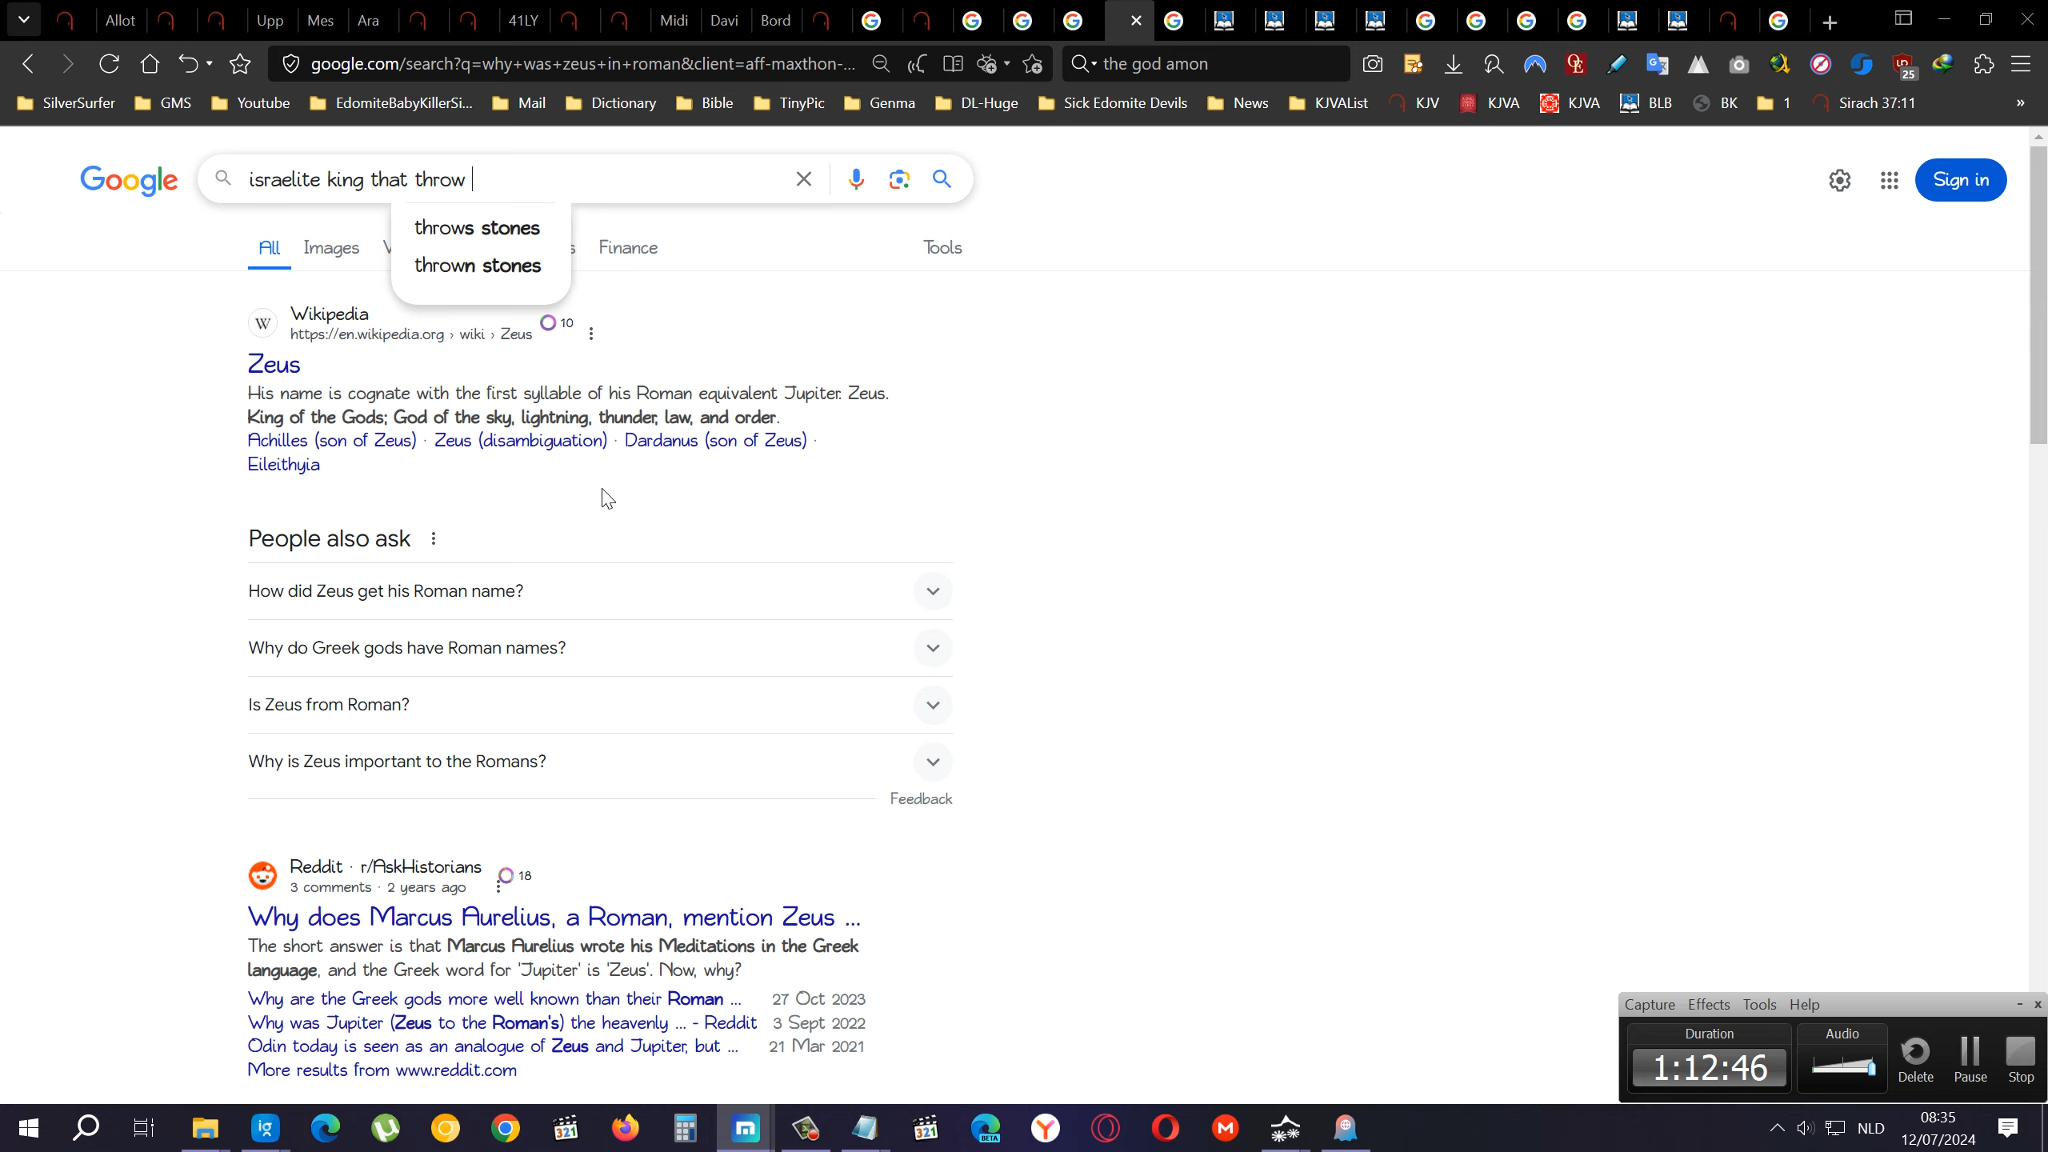 Allot
Upp
Mes
Ara
41LY
Midi
Davi
Bord
google.com/search?q=why+was+zeus+in+roman&client=aff-maxthon-...
the god amon
25
SilverSurfer
GMS
Youtube
EdomiteBabyKillerSi...
Mail
Dictionary
Bible
TinyPic
Genma
DL-Huge
Sick Edomite Devils
News
KJVAList
KJV
KJVA
KJVA
BLB
BK
1
Sirach 37:11
»
Google
israelite king that throw
Sign in
throws stones
thrown stones
All
Images
V
s
Finance
Tools
Wikipedia
https://en.wikipedia.org › wiki › Zeus
10
Zeus
His name is cognate with the first syllable of his Roman equivalent Jupiter. Zeus.
King of the Gods; God of the sky, lightning, thunder, law, and order.
Achilles (son of Zeus) · Zeus (disambiguation) · Dardanus (son of Zeus) ·
Eileithyia
People also ask
How did Zeus get his Roman name?
Why do Greek gods have Roman names?
Is Zeus from Roman?
Why is Zeus important to the Romans?
Feedback
Reddit · r/AskHistorians
3 comments · 2 years ago
18
Why does Marcus Aurelius, a Roman, mention Zeus ...
The short answer is that Marcus Aurelius wrote his Meditations in the Greek
language, and the Greek word for 'Jupiter' is 'Zeus'. Now, why?
Why are the Greek gods more well known than their Roman ... 27 Oct 2023
Why was Jupiter (Zeus to the Roman's) the heavenly ... - Reddit 3 Sept 2022
Odin today is seen as an analogue of Zeus and Jupiter, but ... 21 Mar 2021
More results from www.reddit.com
Capture Effects Tools Help
Duration
Audio
1:12:46
Delete
Pause
Stop
NLD
08:35
12/07/2024